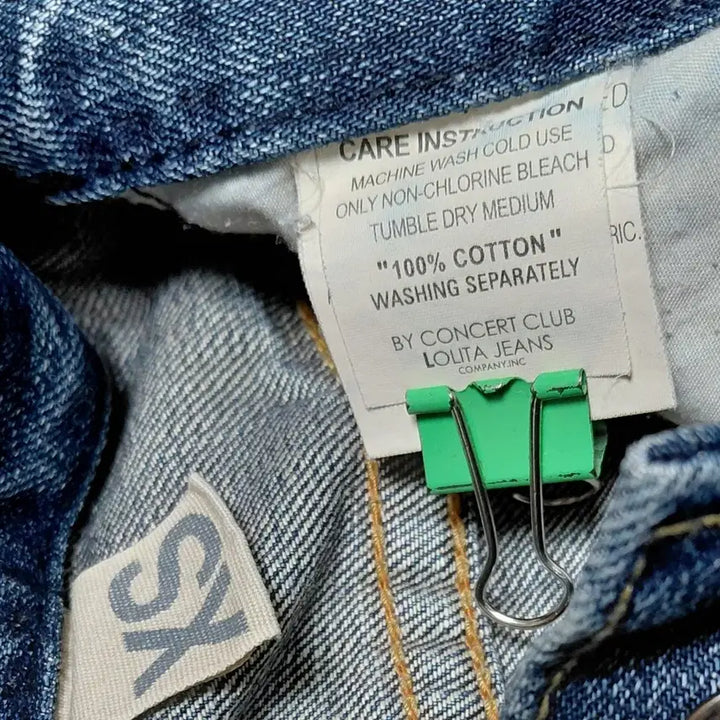 CARE INSTRUCTION
MACHINE WASH COLD USE
ONLY NON-CHLORINE BLEACH
TUMBLE DRY MEDIUM
"100% COTTON"
WASHING SEPARATELY
BY CONCERT CLUB
LOLITA JEANS
COMPANY.INC
XS